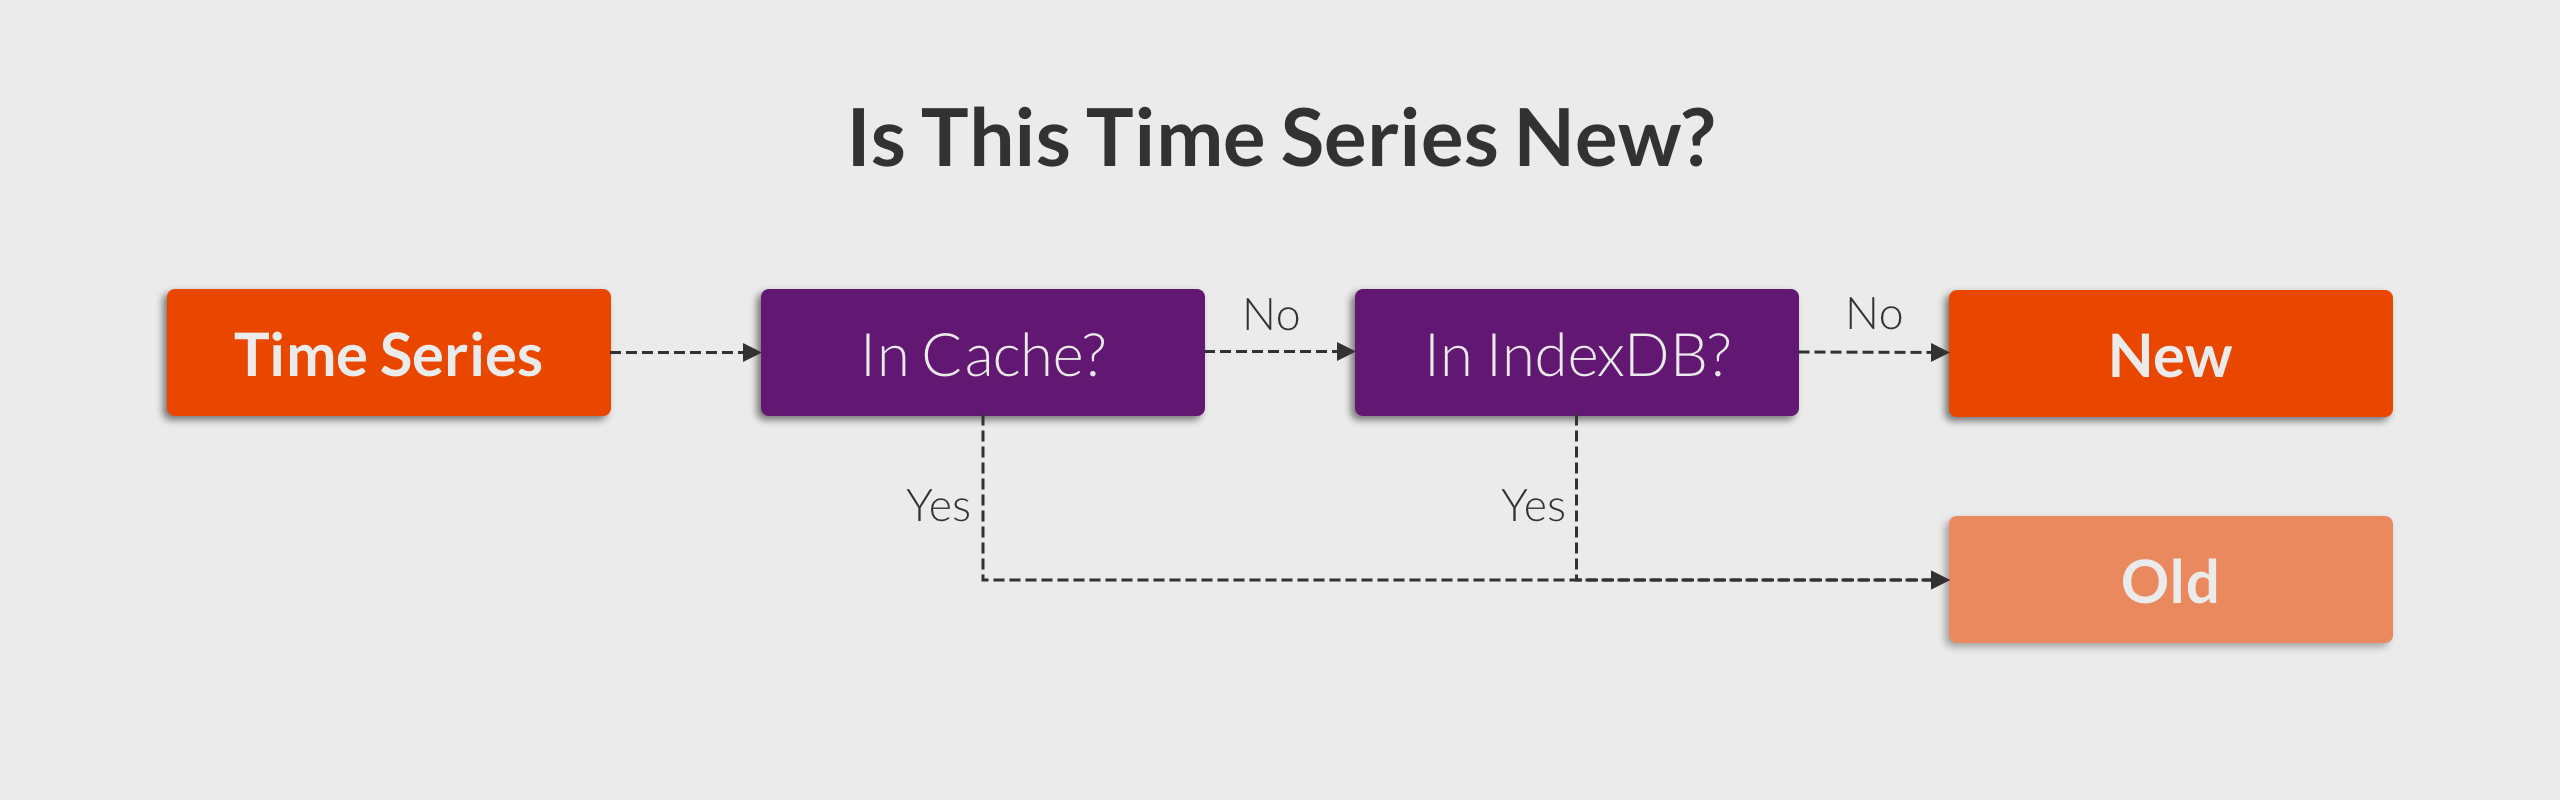 Is This Time Series New?
Time Series
In Cache?
No
In IndexDB?
No
New
Yes
Yes
Old